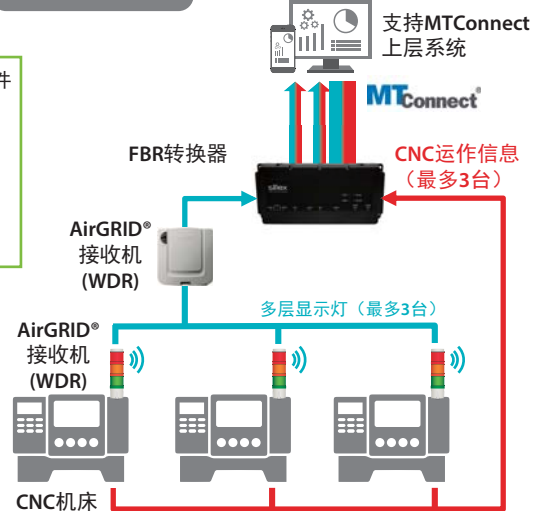 支持MTConnect
上层系统
件
MTConnect®
FBR转换器
CNC运作信息
（最多3台）
silex
AirGRID®
接收机
(WDR)
多层显示灯（最多3台）
AirGRID®
接收机
(WDR)
CNC机床